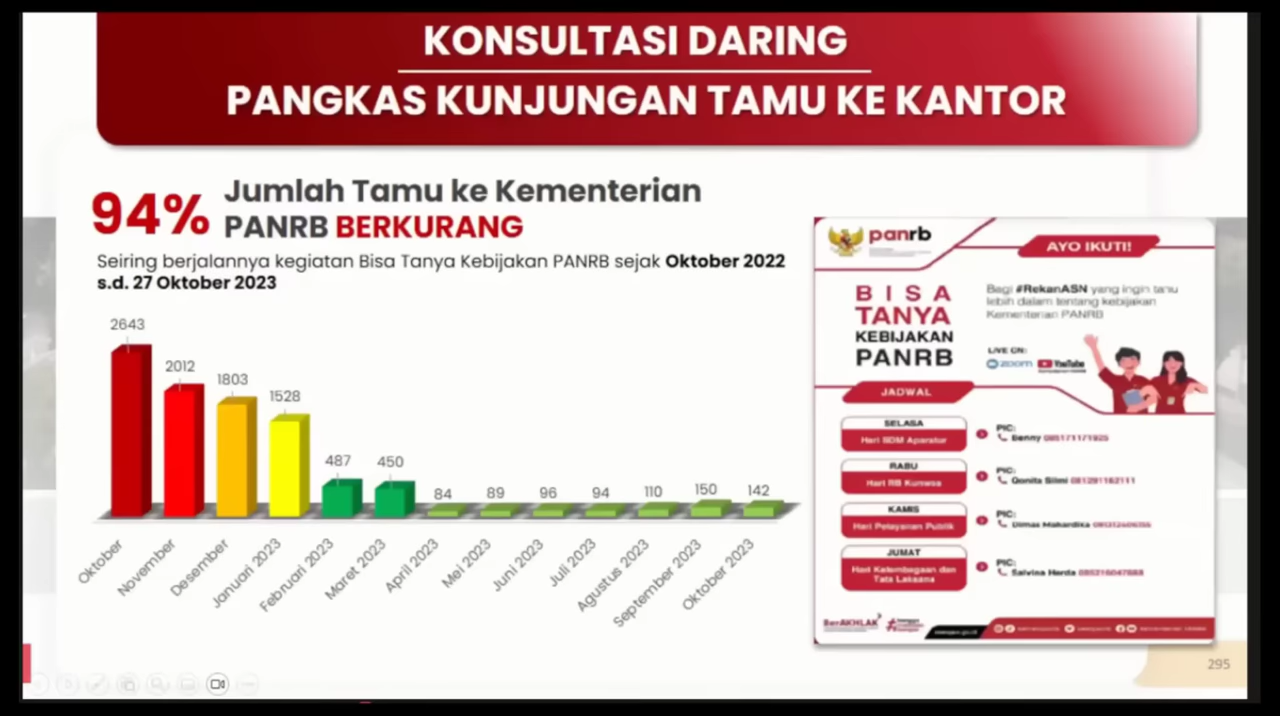 KONSULTASI DARING
PANGKAS KUNJUNGAN TAMU KE KANTOR
94% Jumlah Tamu ke Kementerian
PANRB BERKURANG
Seiring berjalannya kegiatan Bisa Tanya Kebijakan PANRB sejak Oktober 2022
s.d. 27 Oktober 2023
2643
2012
1803
1528
487
450
84
89
96
94
110
150
142
Oktober
November
Desember
Januari 2023
Februari 2023
Maret 2023
April 2023
Mei 2023
Juni 2023
Juli 2023
Agustus 2023
September 2023
Oktober 2023
panrb
AYO IKUTI!
BISA
TANYA
KEBIJAKAN
PANRB
Bagi #RekanASN yang ingin tahu
lebih dalam tentang kebijakan
Kementerian PANRB
LIVE ON:
zoom YouTube
JADWAL
SELASA
Hari SDM Aparatur
PIC:
Benny
RABU
Hari RB Kunwas
PIC:
Qonita Silmi
KAMIS
Hari Pelayanan Publik
PIC:
Dimas Mahardika
JUMAT
Hari Kelembagaan dan
Tata Laksana
PIC:
Salvina Herda
BerAKHLAK
295